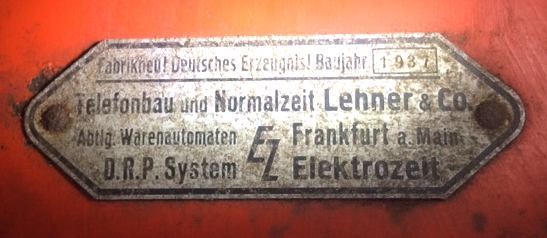 Fabrikneu! Deutsches Erzeugnis! Baujahr 1937
Telefonbau und Normalzeit Lehner & Co.
Abtlg. Warenautomaten EZ Frankfurt a. Main
D.R.P. System Elektrozeit